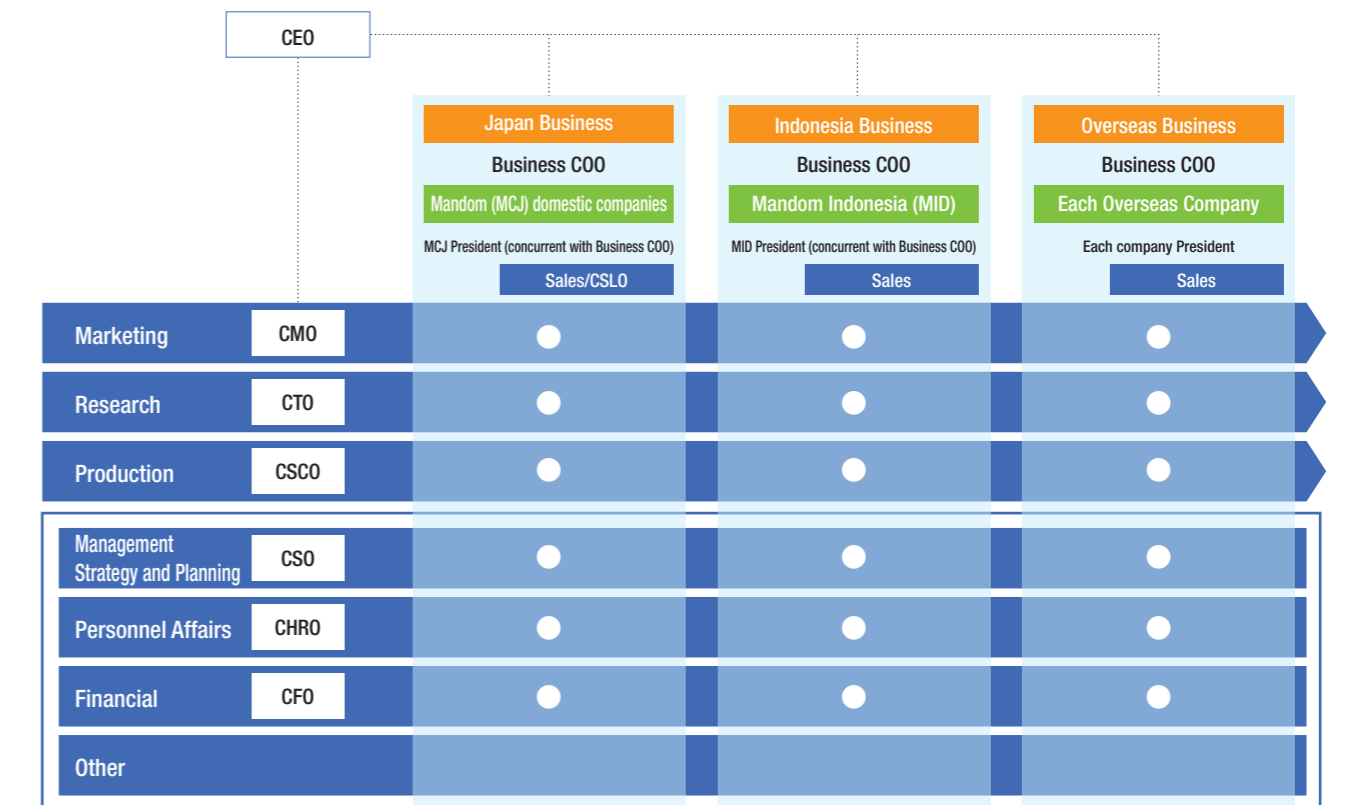 CEO
Japan Business
Indonesia Business
Overseas Business
Business COO
Business COO
Business COO
Mandom (MCJ) domestic companies
Mandom Indonesia (MID)
Each Overseas Company
MCJ President (concurrent with Business COO)
MID President (concurrent with Business COO)
Each company President
Sales/CSLO
Sales
Sales
Marketing
CMO
Research
CTO
Production
CSCO
Management
Strategy and Planning
CSO
Personnel Affairs
CHRO
Financial
CFO
Other